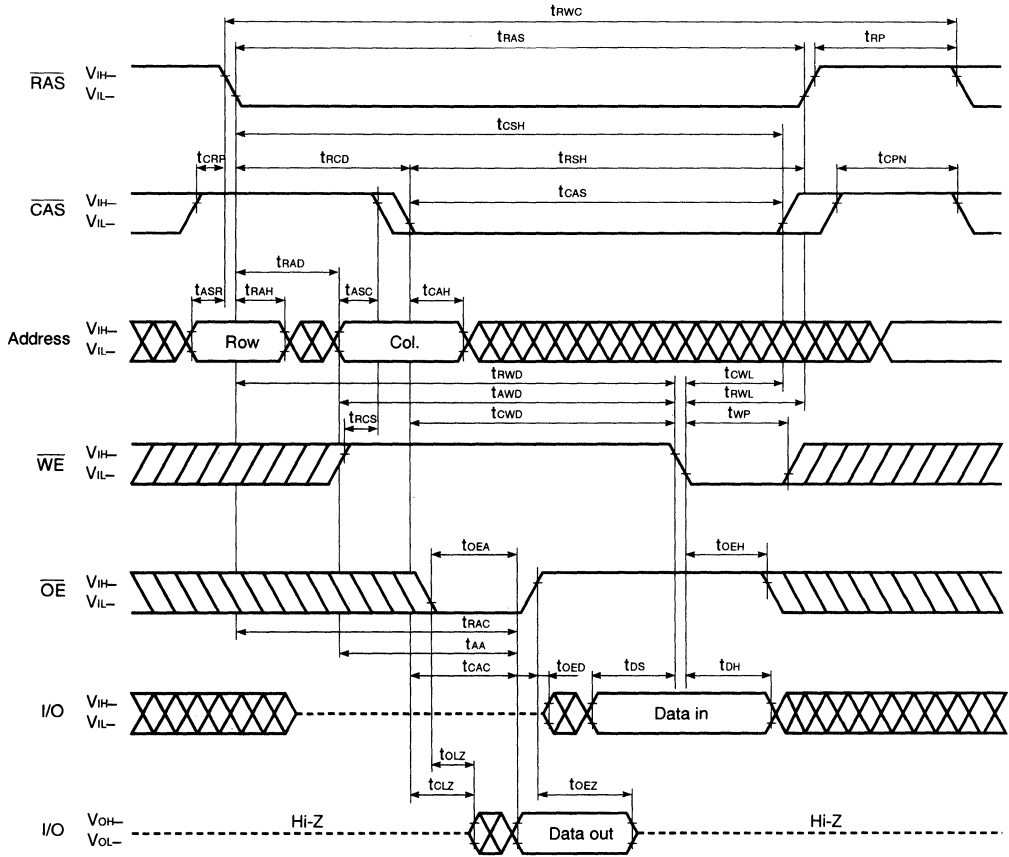 tRWC
tRAS
tRP
RAS
VIH–
VIL–
tCSH
tCRP
tRCD
tRSH
tCPN
CAS
VIH–
VIL–
tCAS
tRAD
tASR
tRAH
tASC
tCAH
Address
VIH–
VIL–
Row
Col.
tRWD
tCWL
tAWD
tRWL
tRCS
tCWD
tWP
WE
VIH–
VIL–
tOEA
tOEH
OE
VIH–
VIL–
tRAC
tAA
tCAC
tOED
tDS
tDH
I/O
VIH–
VIL–
Data in
tOLZ
tCLZ
tOEZ
I/O
VOH–
VOL–
Hi-Z
Data out
Hi-Z